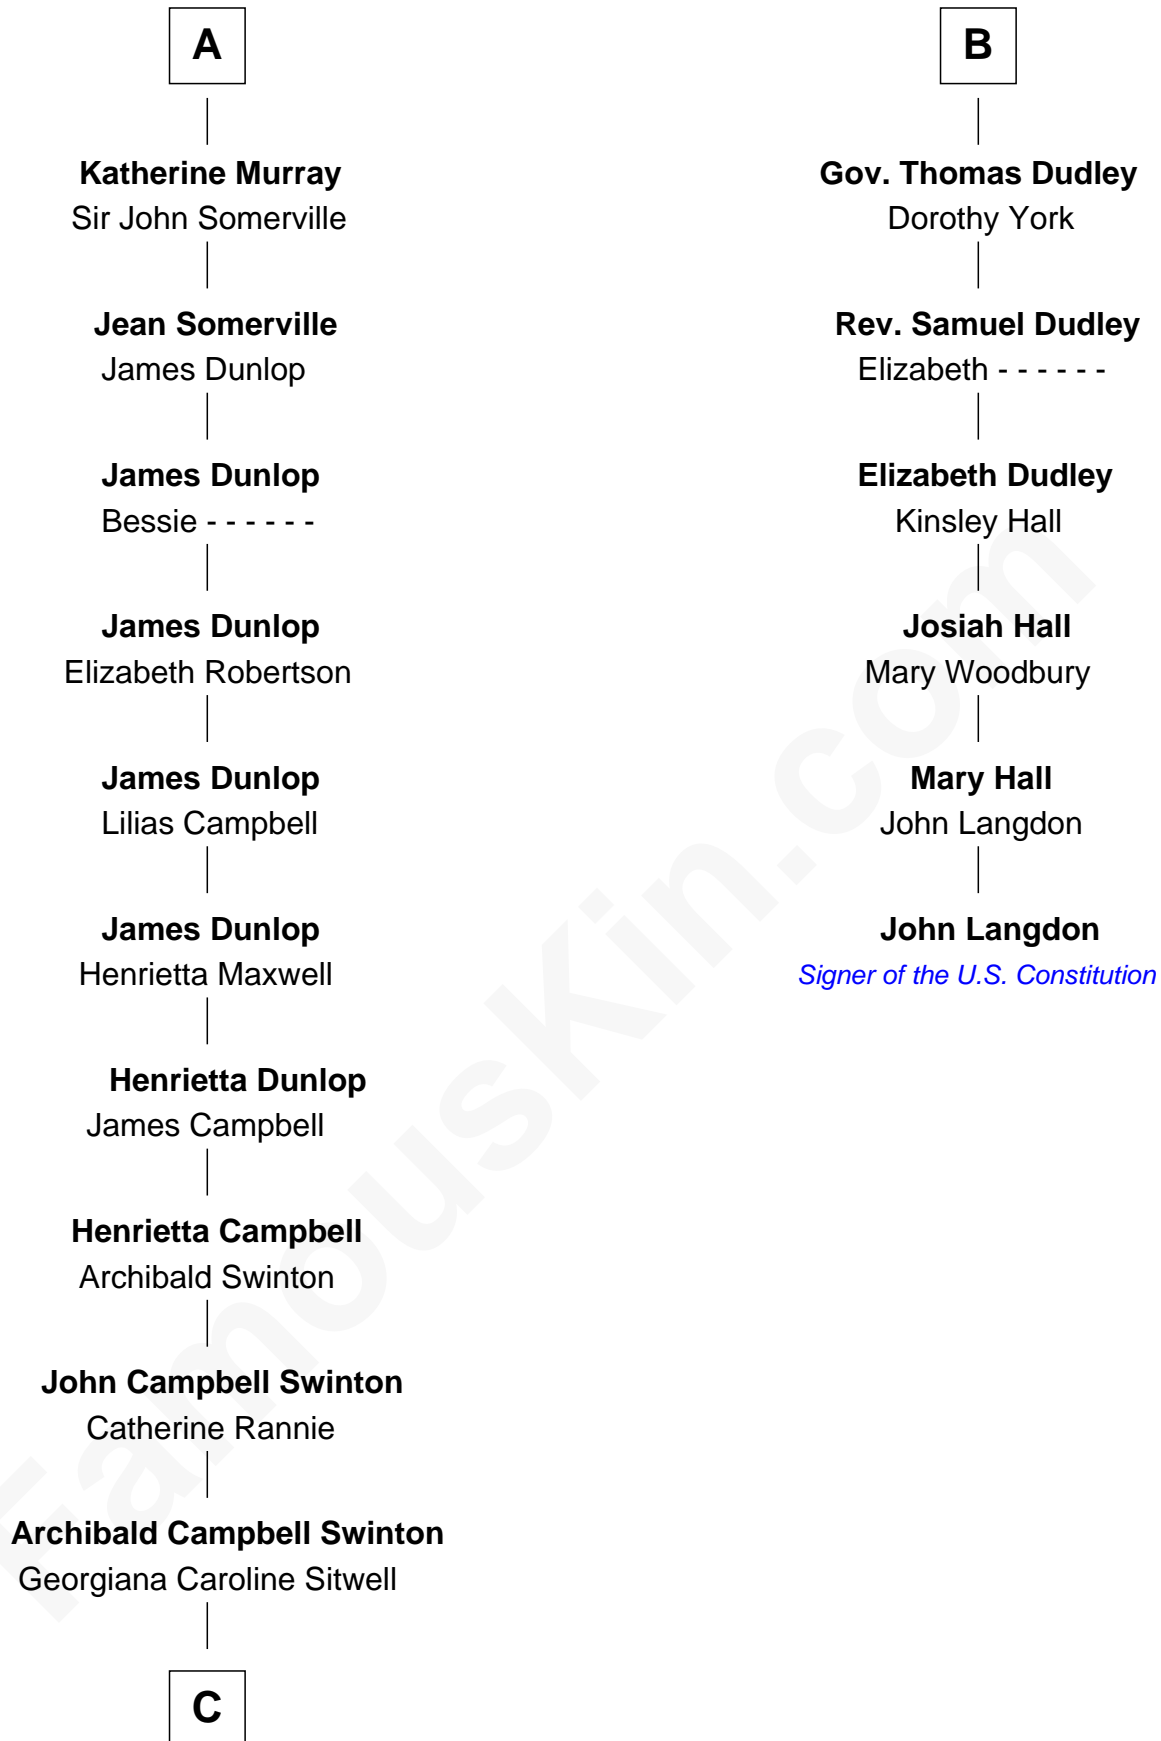 A
Katherine Murray
Sir John Somerville
Jean Somerville
James Dunlop
James Dunlop
Bessie - - - - - -
James Dunlop
Elizabeth Robertson
James Dunlop
Lilias Campbell
James Dunlop
Henrietta Maxwell
Henrietta Dunlop
James Campbell
Henrietta Campbell
Archibald Swinton
John Campbell Swinton
Catherine Rannie
Archibald Campbell Swinton
Georgiana Caroline Sitwell
C
B
Gov. Thomas Dudley
Dorothy York
Rev. Samuel Dudley
Elizabeth - - - - - -
Elizabeth Dudley
Kinsley Hall
Josiah Hall
Mary Woodbury
Mary Hall
John Langdon
John Langdon
Signer of the U.S. Constitution
FamousKin.com